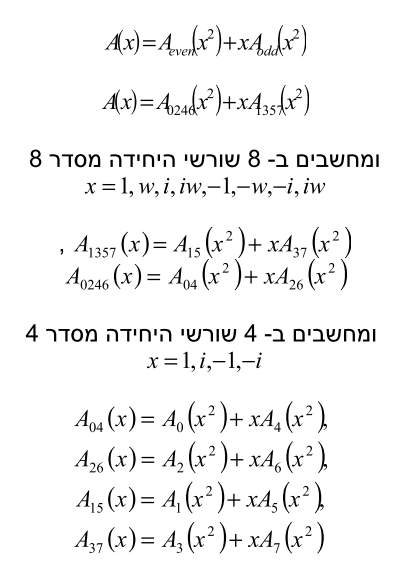 A(x)=A_even(x²)+xA_odd(x²)
A(x)=A_0246(x²)+xA_1357(x²)
ומחשבים ב- 8 שורשי היחידה מסדר 8
x = 1, w, i, iw,−1,−w,−i, iw
, A_1357(x) = A_15(x²)+ xA_37(x²)
A_0246(x) = A_04(x²)+ xA_26(x²)
ומחשבים ב- 4 שורשי היחידה מסדר 4
x = 1, i,−1,−i
A_04(x) = A_0(x²)+ xA_4(x²),
A_26(x) = A_2(x²)+ xA_6(x²),
A_15(x) = A_1(x²)+ xA_5(x²),
A_37(x) = A_3(x²)+ xA_7(x²)